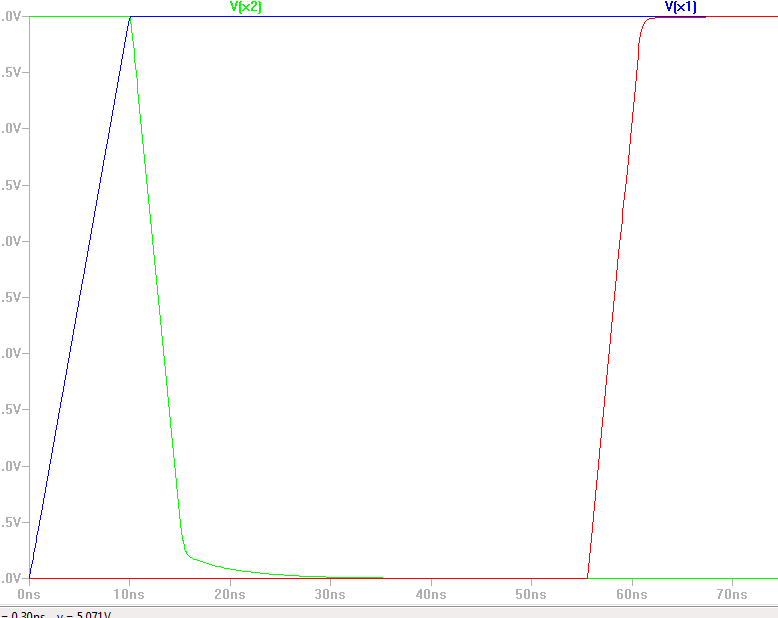 V(x2) V(x1)
.0V
.5V
.0V
.5V
.0V
.5V
.0V
.5V
.0V
.5V
.0V
0ns 10ns 20ns 30ns 40ns 50ns 60ns 70ns
= 0.30ns y = 5.071V